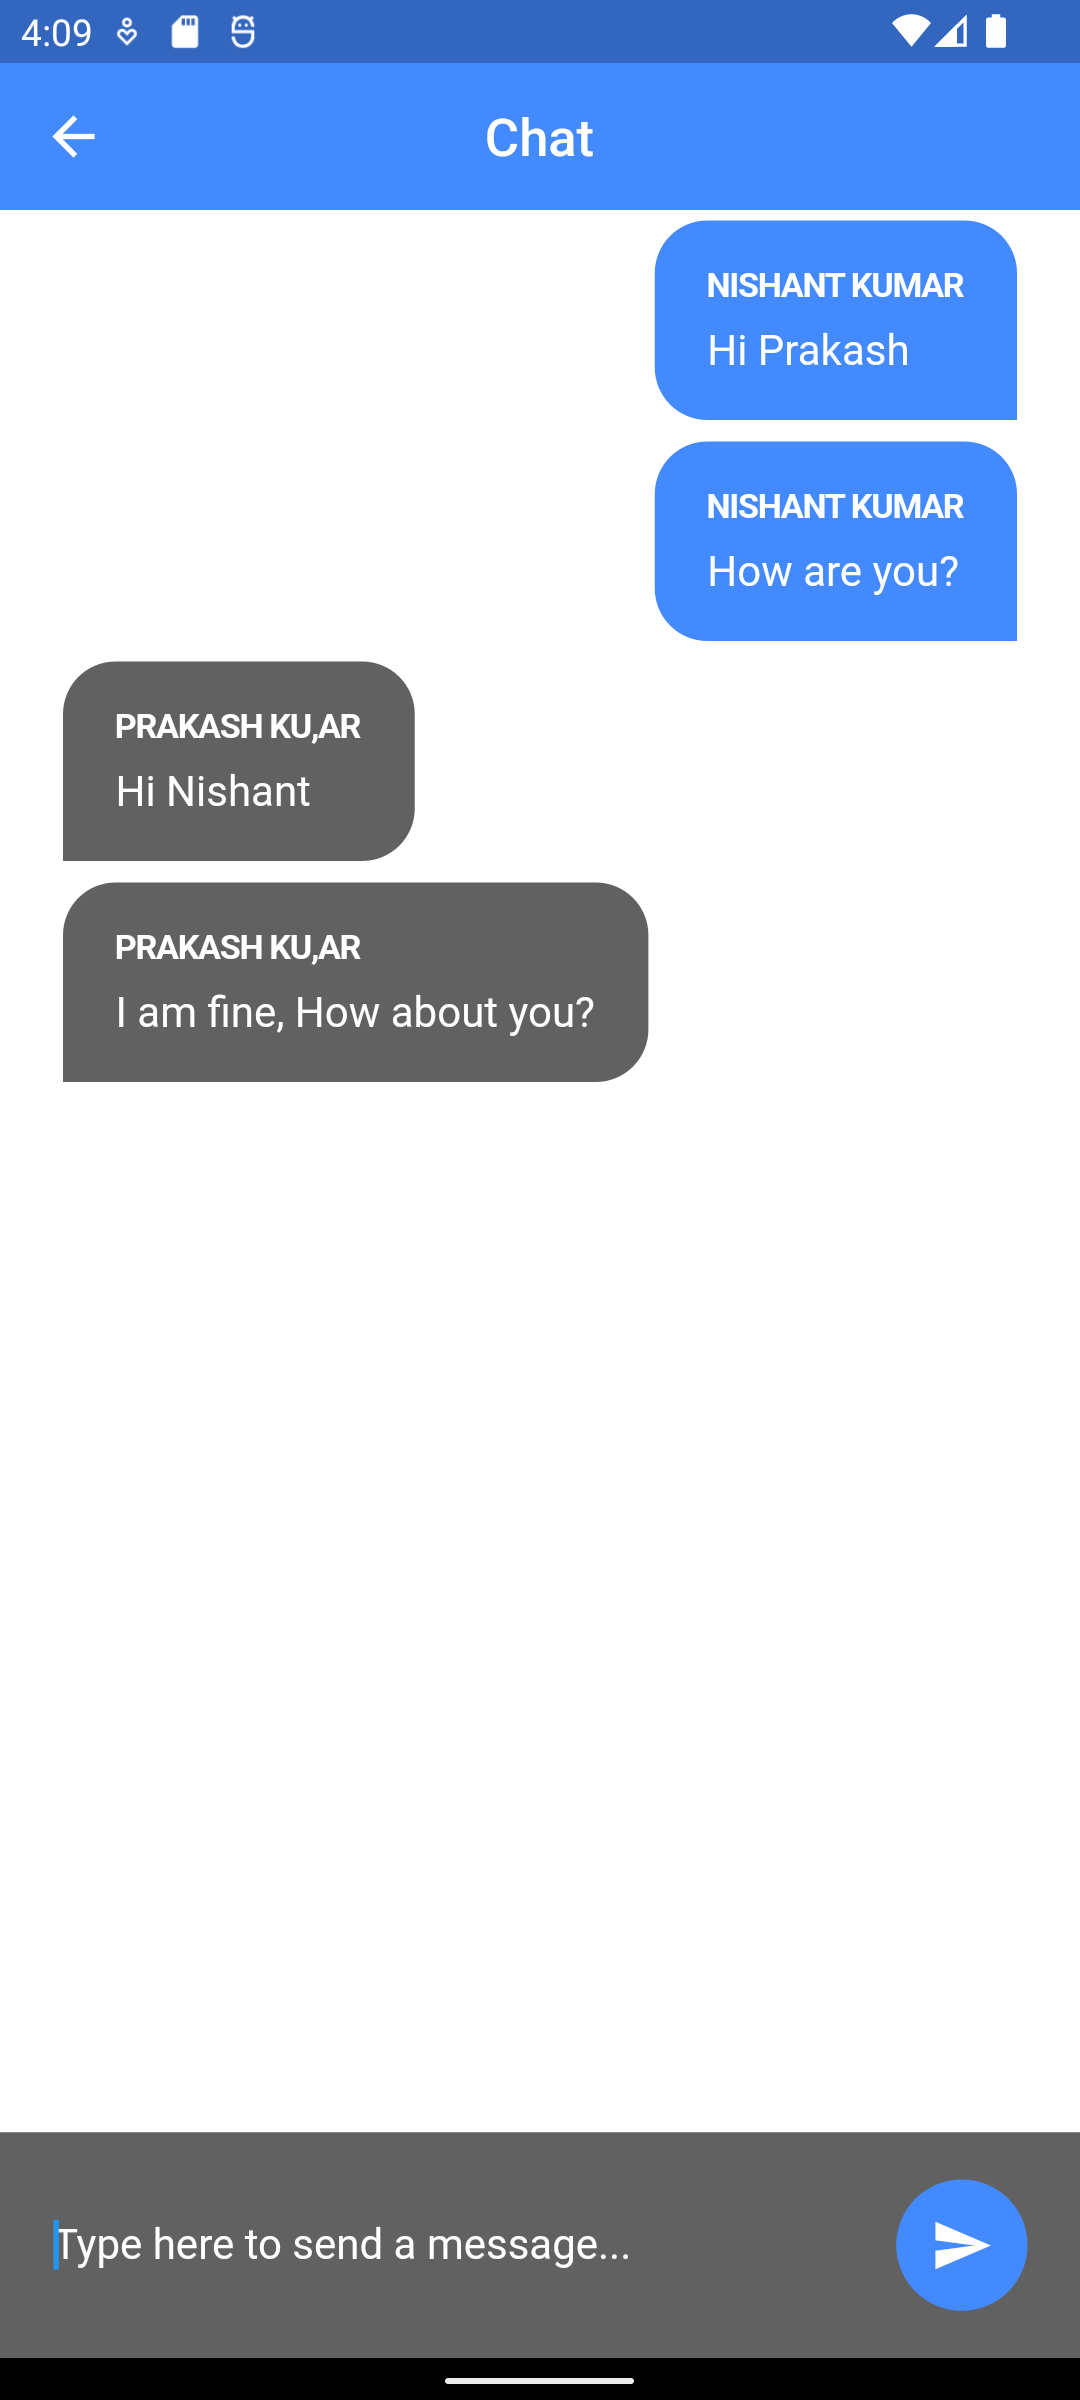 4:09
Chat
NISHANT KUMAR
Hi Prakash
NISHANT KUMAR
How are you?
PRAKASH KU,AR
Hi Nishant
PRAKASH KU,AR
I am fine, How about you?
Type here to send a message...